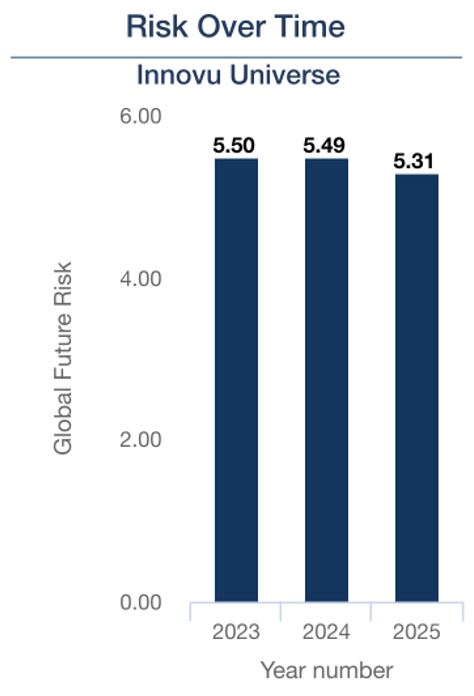 Risk Over Time
Innovu Universe
6.00
5.50 5.49 5.31
4.00
Global Future Risk
2.00
0.00
2023 2024 2025
Year number